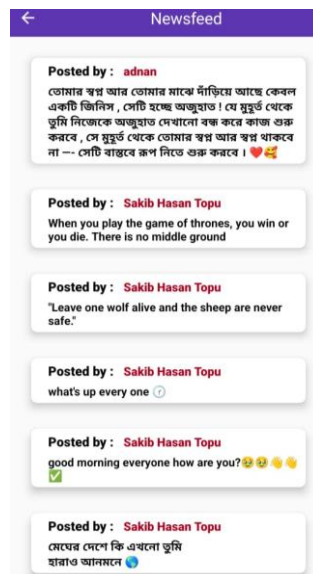 Newsfeed
Posted by : adnan
তোমার স্বপ্ন আর তোমার মাঝে দাঁড়িয়ে আছে কেবল
একটি জিনিস , সেটি হচ্ছে অজুহাত ! যে মুহূর্ত থেকে
তুমি নিজেকে অজুহাত দেখানো বন্ধ করে কাজ শুরু
করবে , সে মুহূর্ত থেকে তোমার স্বপ্ন আর স্বপ্ন থাকবে
না —- সেটি বাস্তবে রূপ নিতে শুরু করবে । ❤️🥰
Posted by : Sakib Hasan Topu
When you play the game of thrones, you win or
you die. There is no middle ground
Posted by : Sakib Hasan Topu
"Leave one wolf alive and the sheep are never
safe."
Posted by : Sakib Hasan Topu
what's up every one 🕜
Posted by : Sakib Hasan Topu
good morning everyone how are you?🥹🥹👋👋
✅
Posted by : Sakib Hasan Topu
মেঘের দেশে কি এখনো তুমি
হারাও আনমনে 🌎